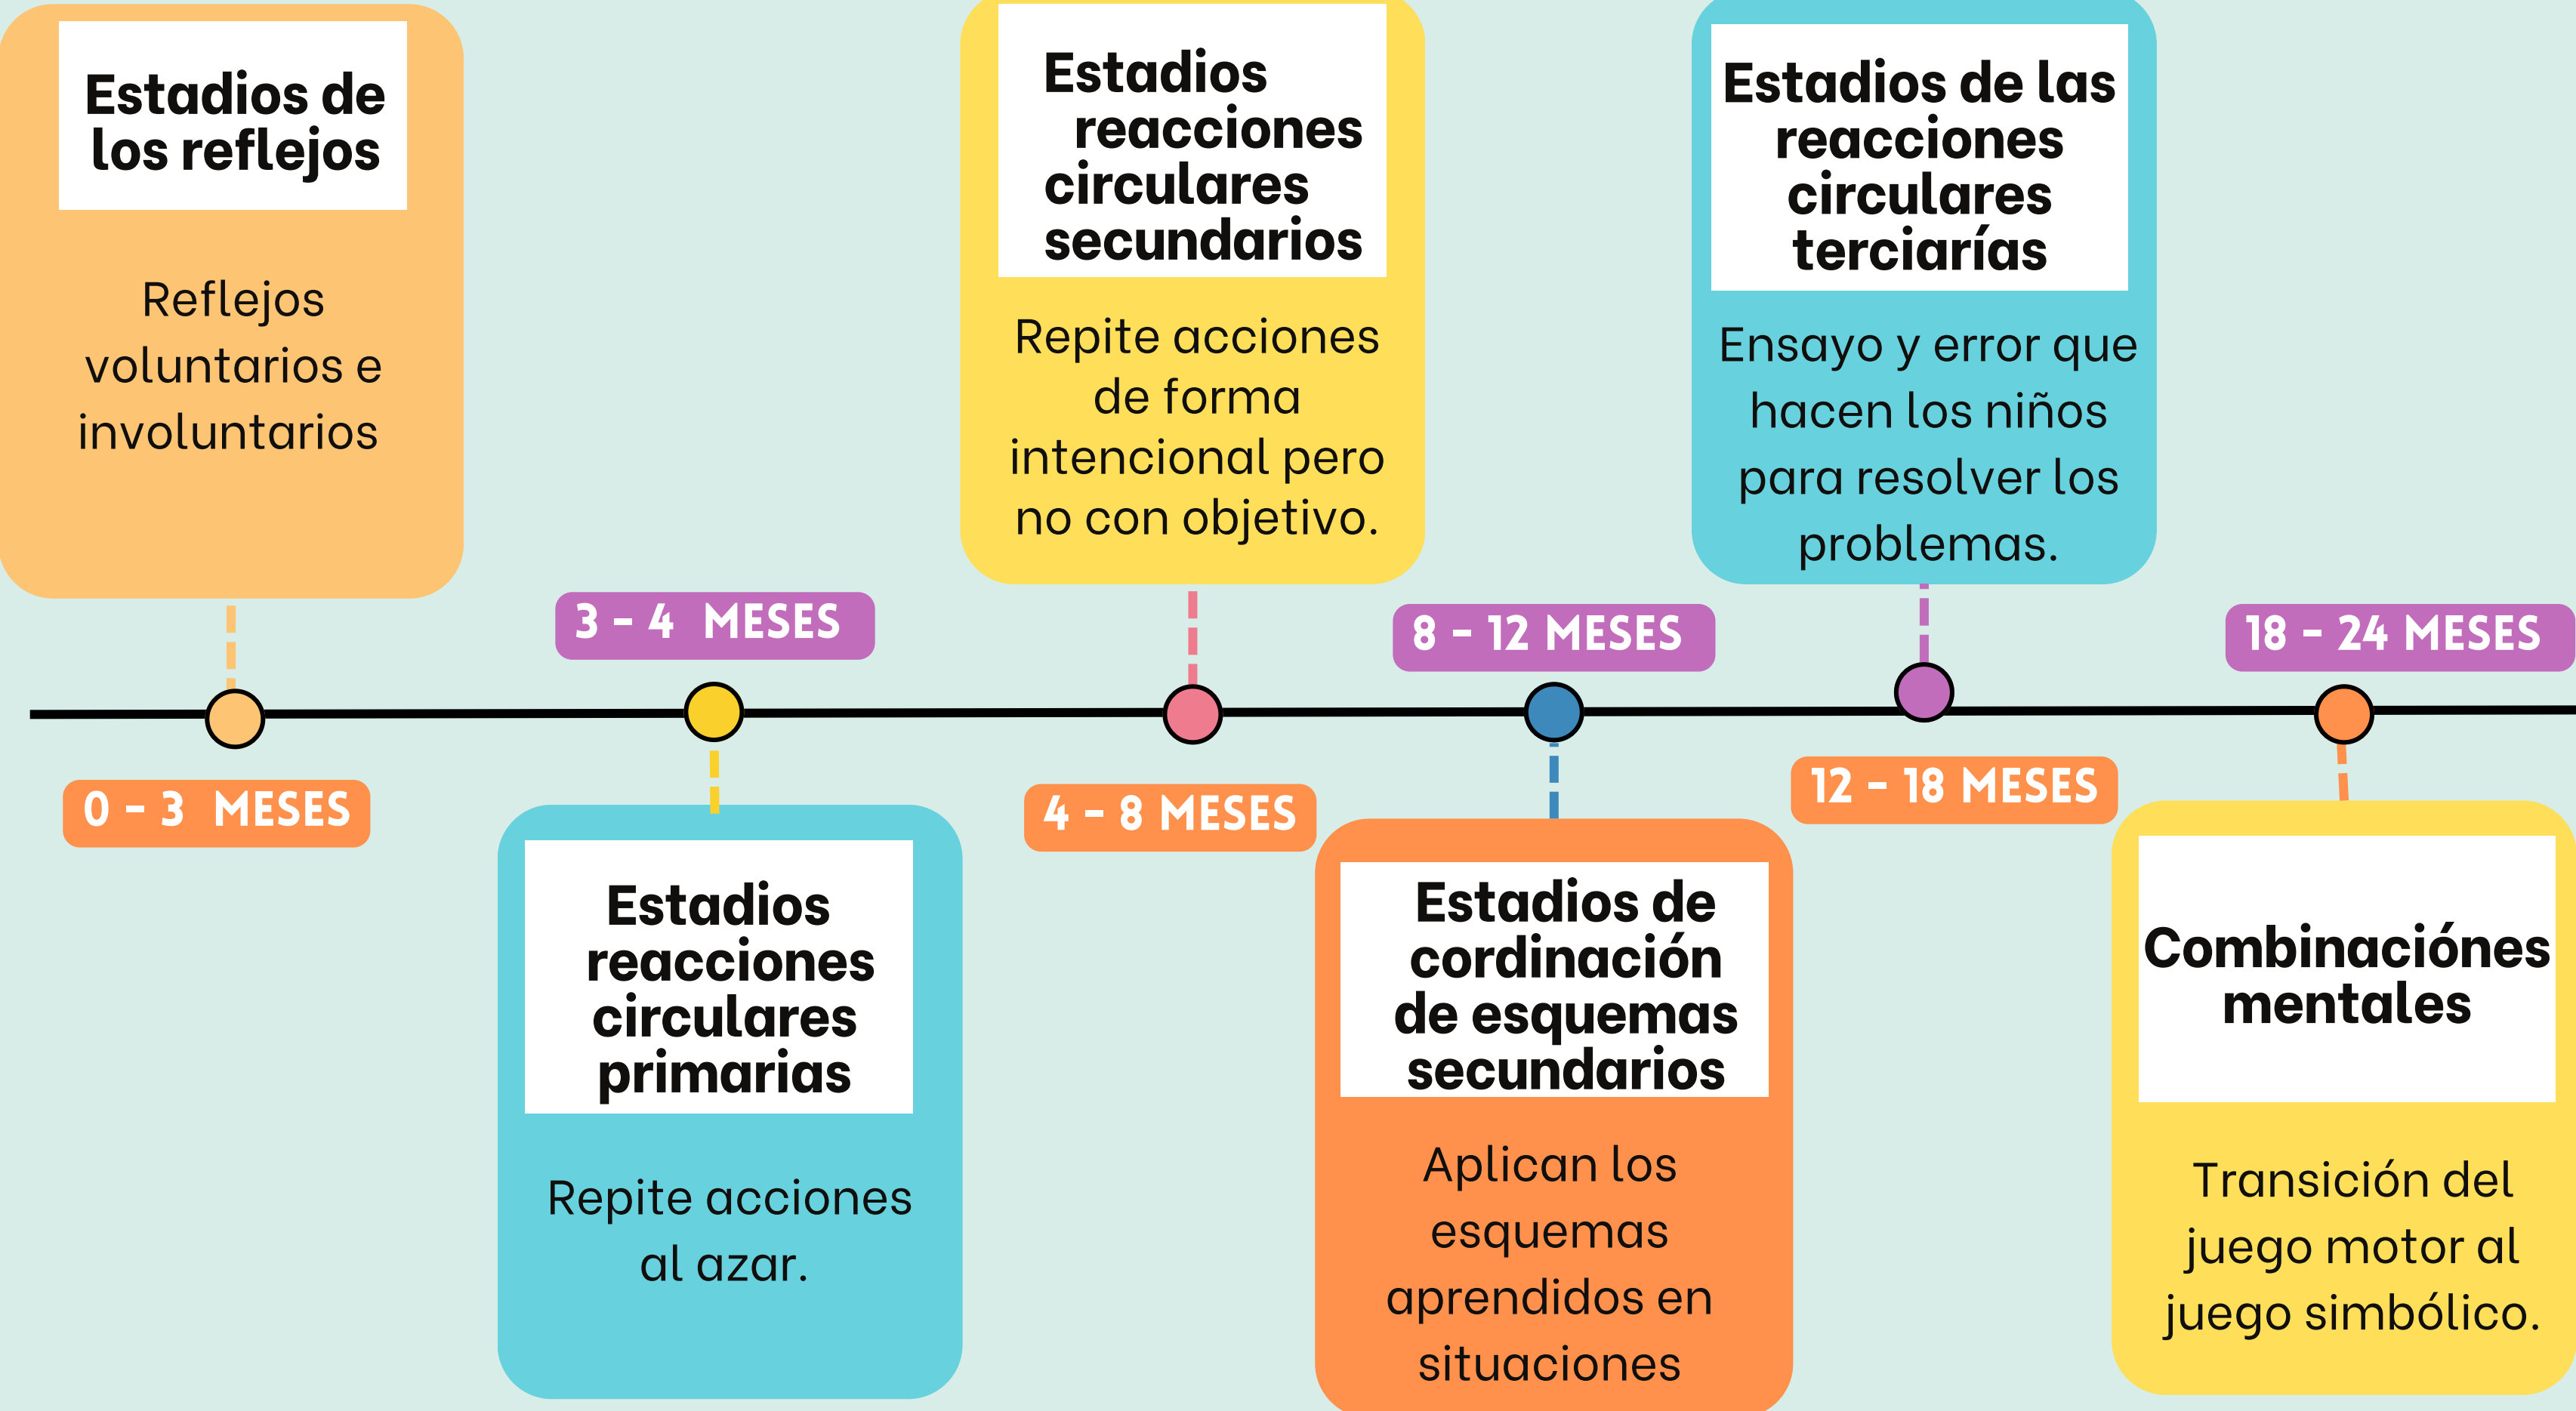 Estadios de
los reflejos
Reflejos
voluntarios e
involuntarios
0 - 3 MESES
3 - 4 MESES
Estadios
reacciones
circulares
primarias
Repite acciones
al azar.
Estadios
reacciones
circulares
secundarios
Repite acciones
de forma
intencional pero
no con objetivo.
4 - 8 MESES
8 - 12 MESES
Estadios de
cordinación
de esquemas
secundarios
Aplican los
esquemas
aprendidos en
situaciones
Estadios de las
reacciones
circulares
terciarías
Ensayo y error que
hacen los niños
para resolver los
problemas.
12 - 18 MESES
18 - 24 MESES
Combinaciónes
mentales
Transición del
juego motor al
juego simbólico.